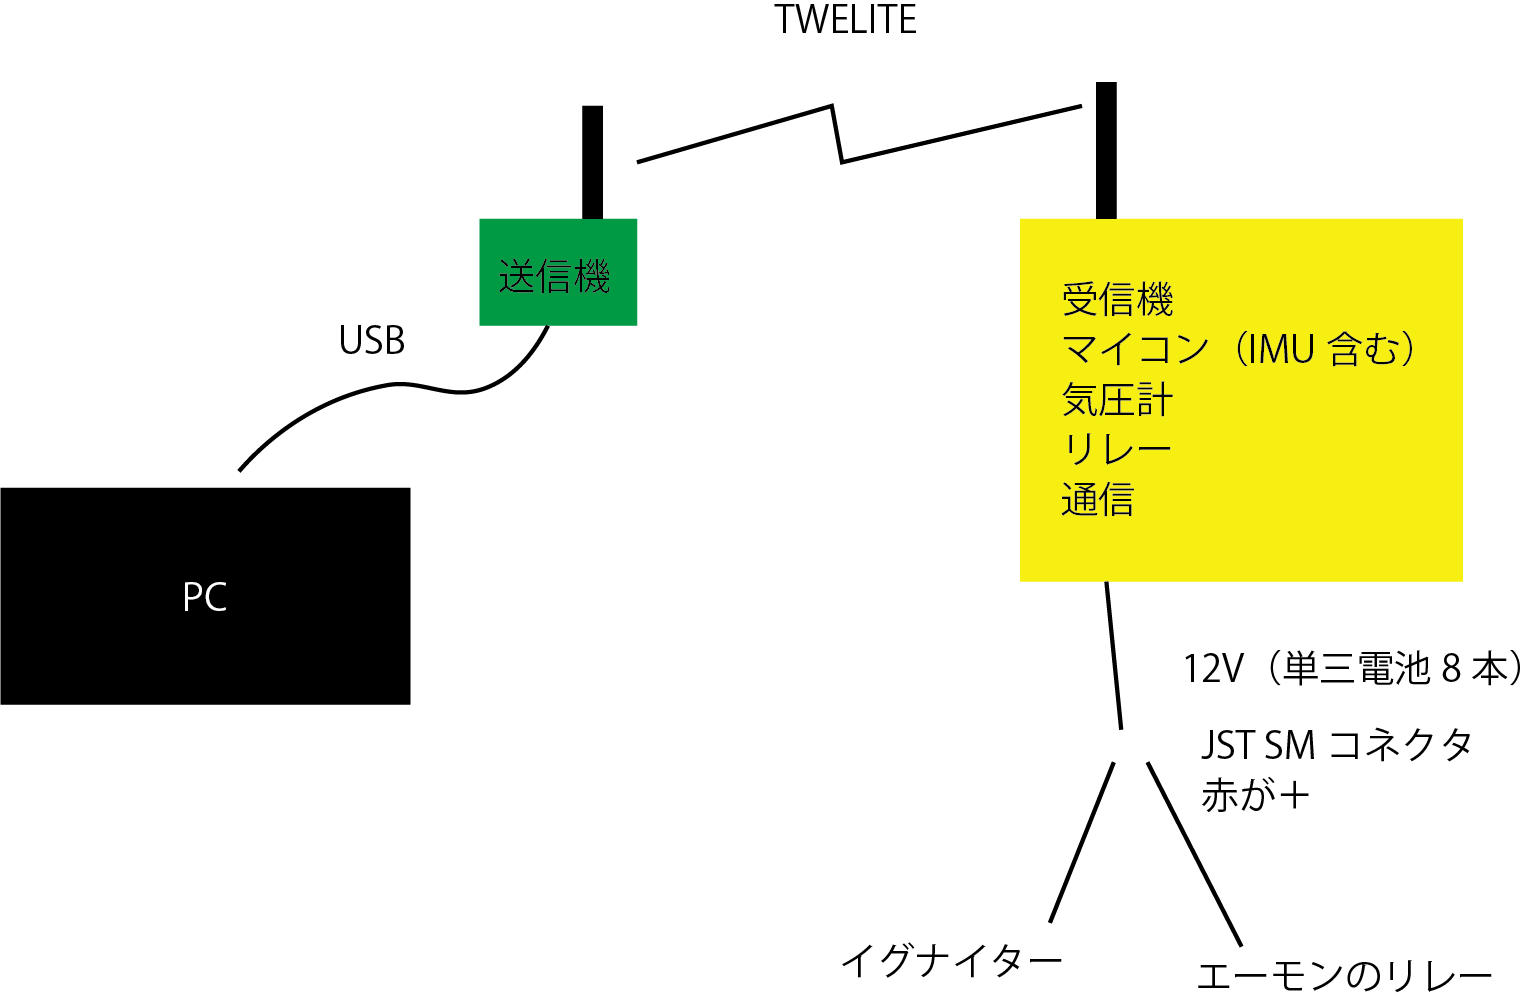 TWELITE
送信機
USB
PC
受信機
マイコン（IMU 含む）
気圧計
リレー
通信
12V（単三電池 8 本）
JST SM コネクタ
赤が＋
イグナイター
エーモンのリレー